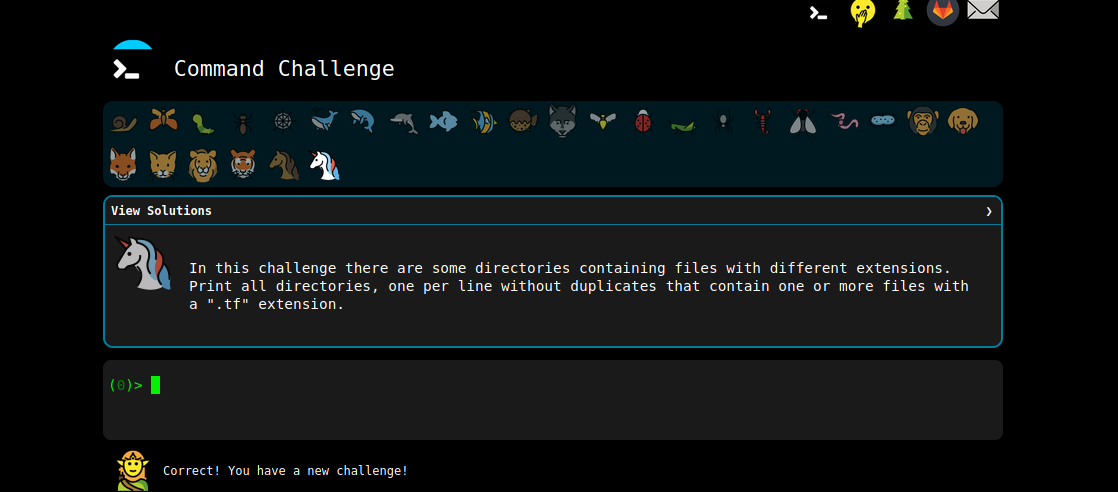 Command Challenge
View Solutions
In this challenge there are some directories containing files with different extensions.
Print all directories, one per line without duplicates that contain one or more files with
a ".tf" extension.
(0)>
Correct! You have a new challenge!